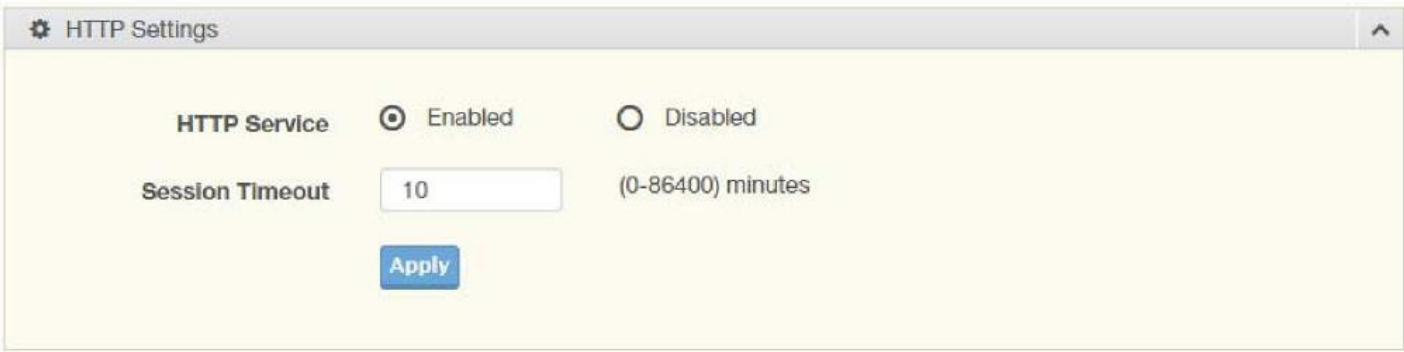 HTTP Settings
HTTP Service Enabled Disabled
Session Timeout 10 (0-86400) minutes
Apply